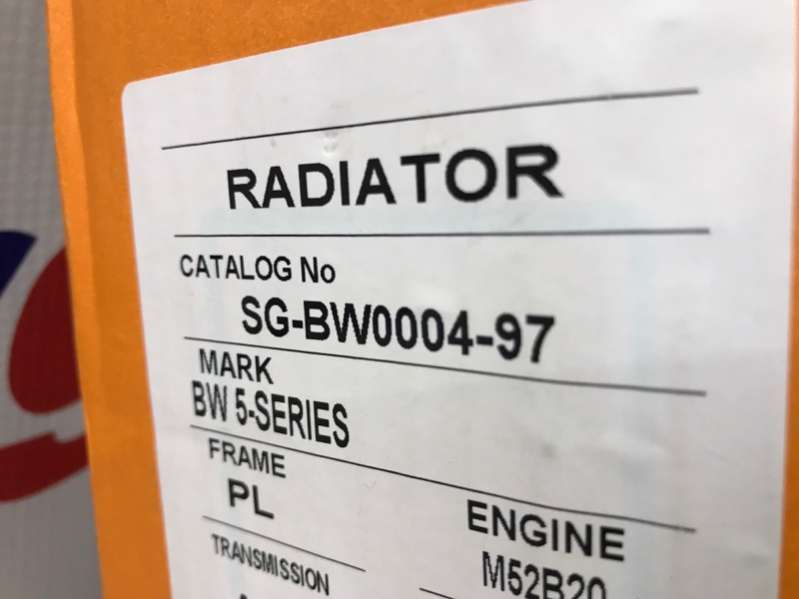 RADIATOR
CATALOG No
SG-BW0004-97
MARK
BW 5-SERIES
FRAME
PL
ENGINE
M52B20
TRANSMISSION